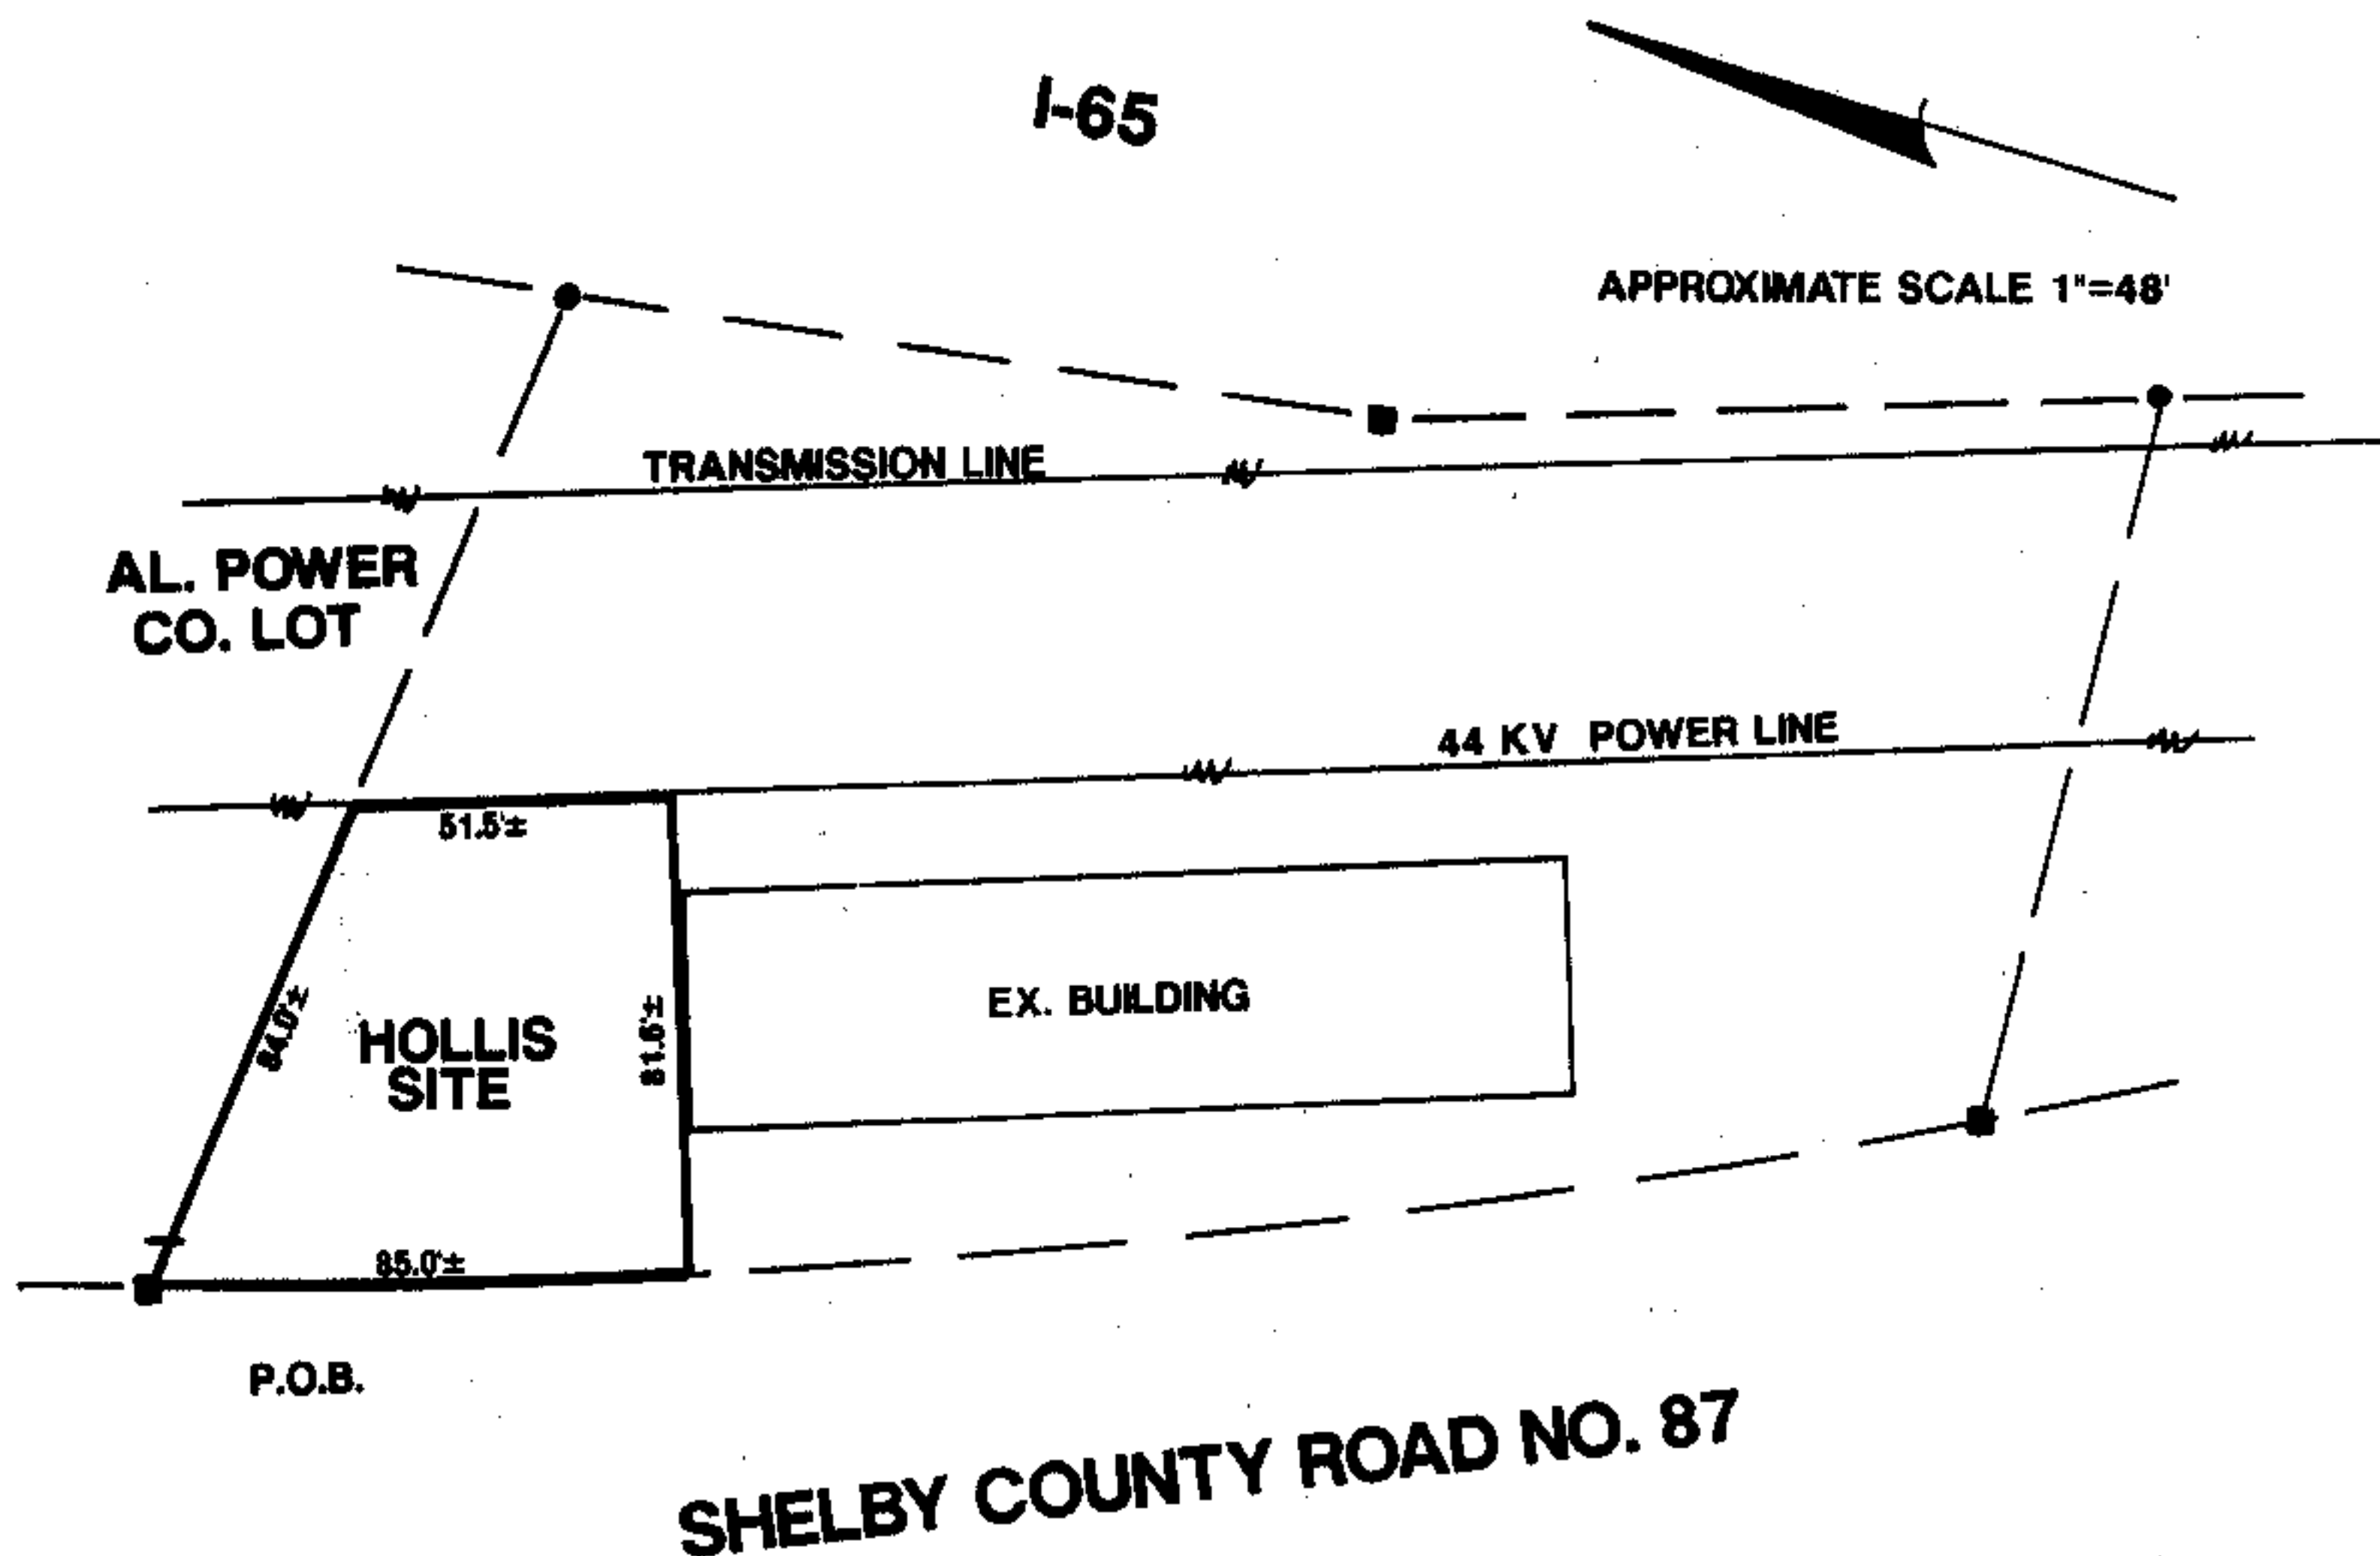 I-65
APPROXIMATE SCALE 1"=48'
TRANSMISSION LINE
AL. POWER
CO. LOT
44 KV POWER LINE
51.5'±
EX. BUILDING
HOLLIS
SITE
85.0'±
P.O.B.
SHELBY COUNTY ROAD NO. 87